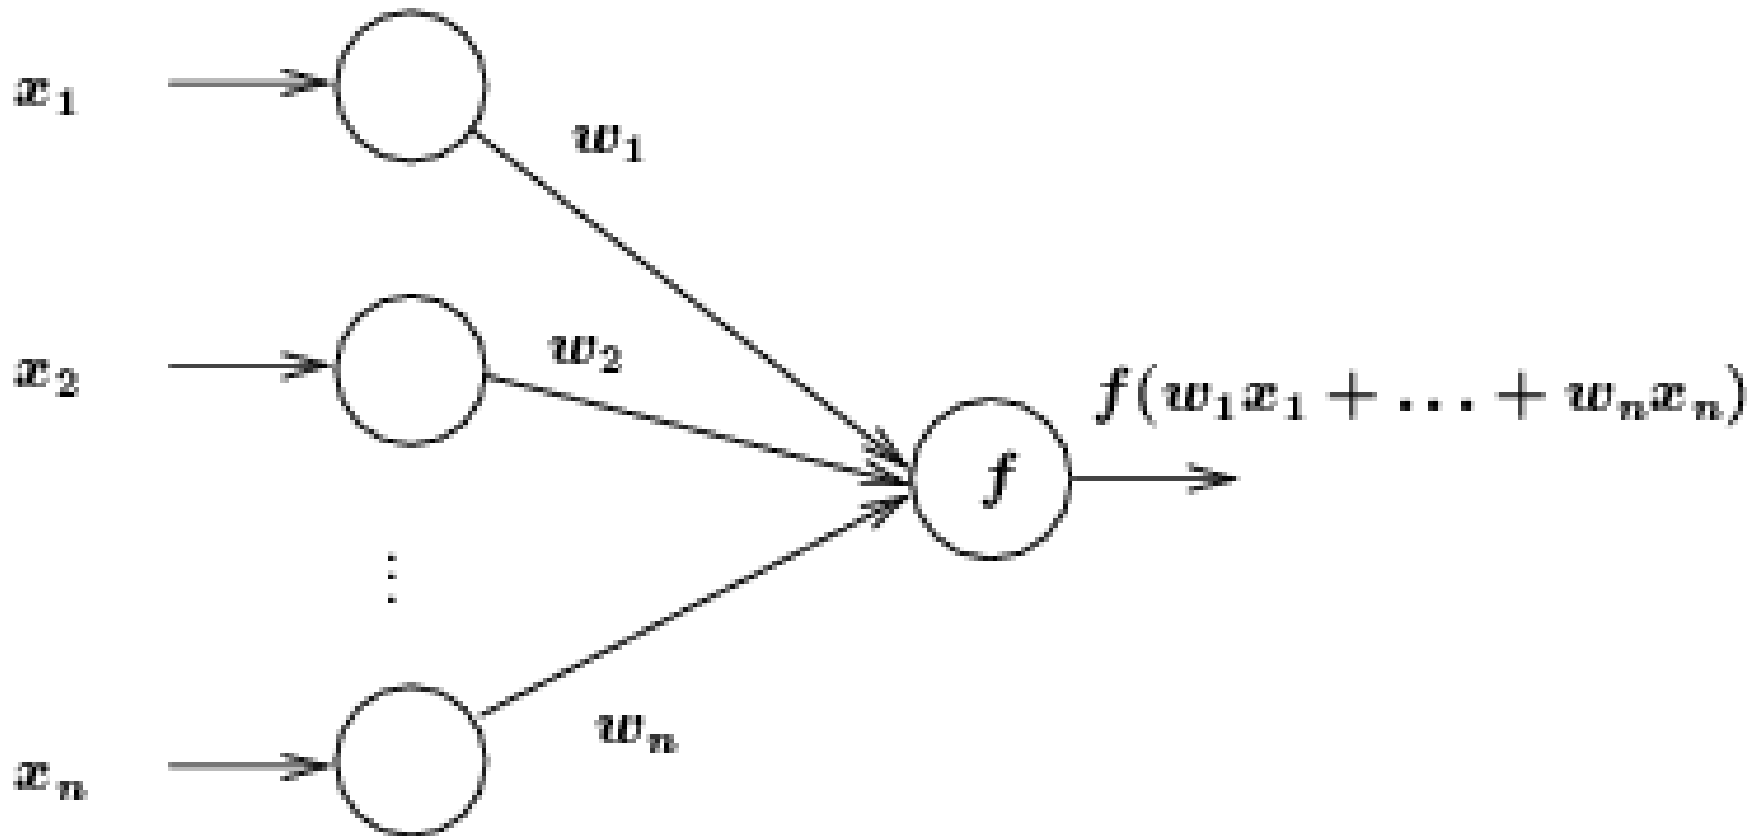 x₁
w₁
x₂
w₂
f(w₁x₁ + … + wₙxₙ)
f
⋮
wₙ
xₙ